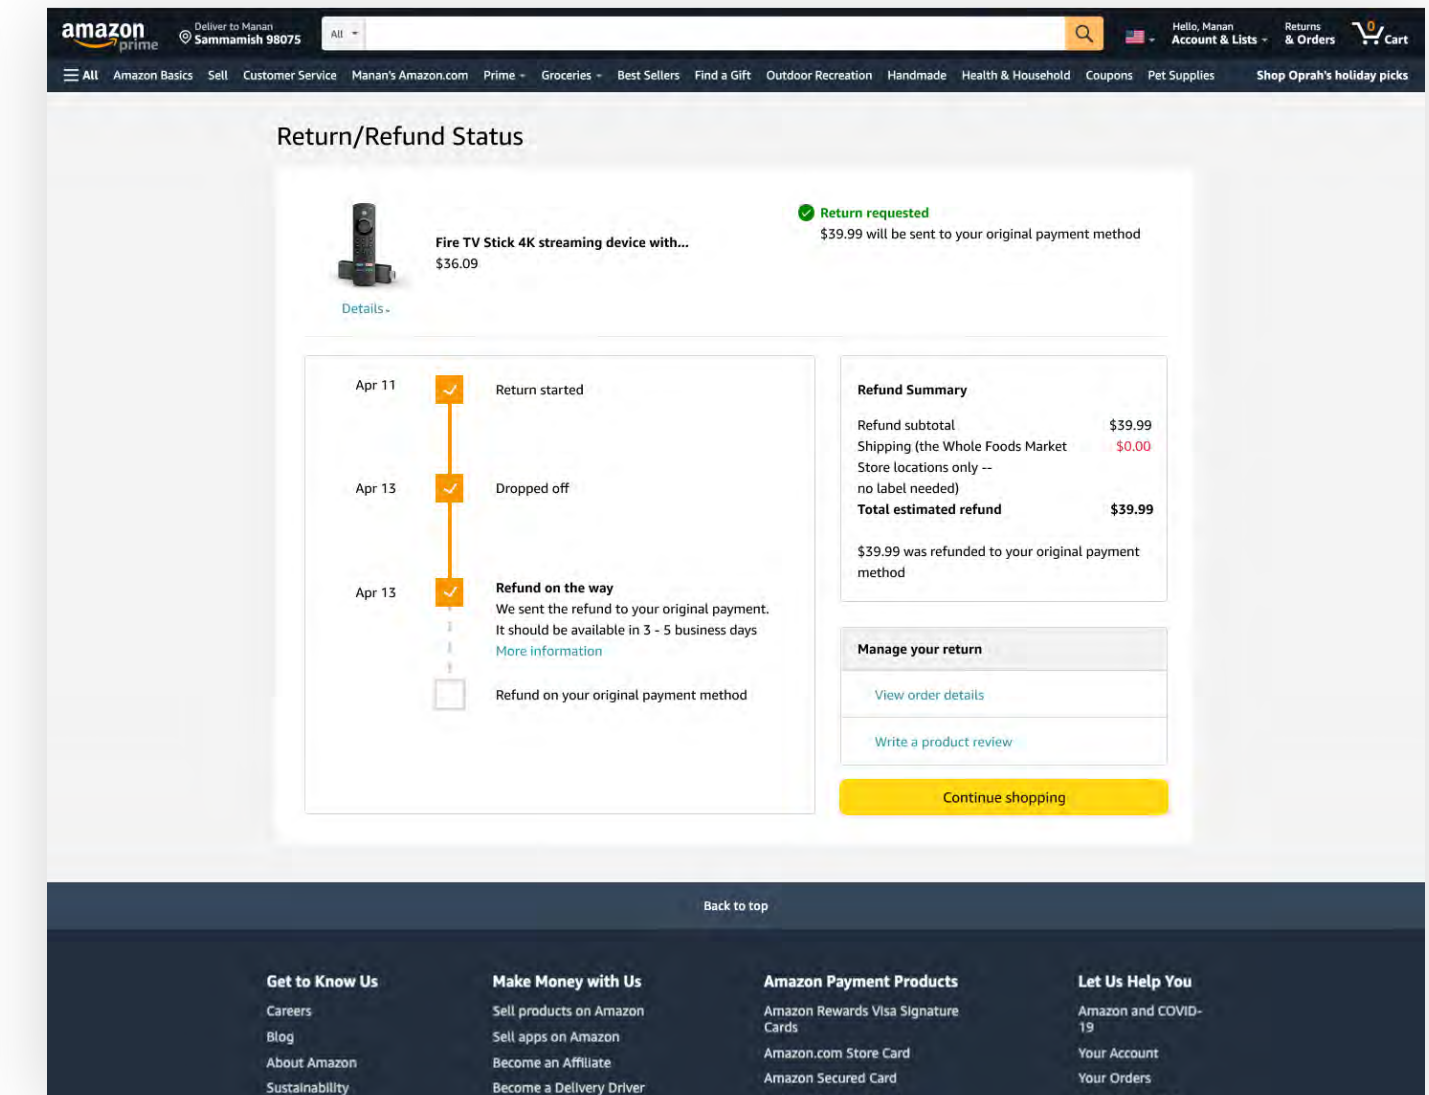 amazon
prime
Deliver to Manan
Sammamish 98075
All
Hello, Manan
Account & Lists
Returns
& Orders
0
Cart
All Amazon Basics Sell Customer Service Manan's Amazon.com Prime Groceries Best Sellers Find a Gift Outdoor Recreation Handmade Health & Household Coupons Pet Supplies Shop Oprah's holiday picks
Return/Refund Status
Fire TV Stick 4K streaming device with...
$36.09
Details
Return requested
$39.99 will be sent to your original payment method
Apr 11 Return started
Apr 13 Dropped off
Apr 13 Refund on the way
We sent the refund to your original payment.
It should be available in 3 - 5 business days
More information
Refund on your original payment method
Refund Summary
Refund subtotal $39.99
Shipping (the Whole Foods Market $0.00
Store locations only --
no label needed)
Total estimated refund $39.99
$39.99 was refunded to your original payment
method
Manage your return
View order details
Write a product review
Continue shopping
Back to top
Get to Know Us
Careers
Blog
About Amazon
Sustainability
Make Money with Us
Sell products on Amazon
Sell apps on Amazon
Become an Affiliate
Become a Delivery Driver
Amazon Payment Products
Amazon Rewards Visa Signature
Cards
Amazon.com Store Card
Amazon Secured Card
Let Us Help You
Amazon and COVID-
19
Your Account
Your Orders